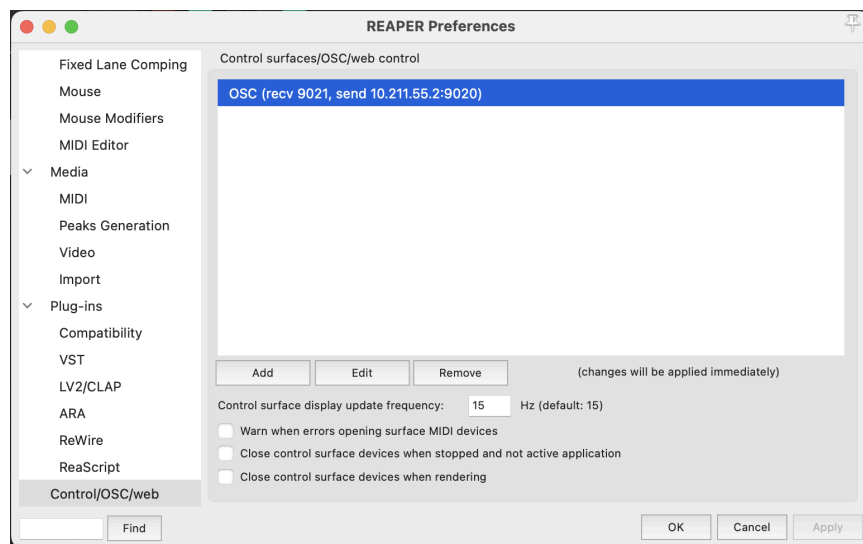 REAPER Preferences
Fixed Lane Comping
Mouse
Mouse Modifiers
MIDI Editor
Media
MIDI
Peaks Generation
Video
Import
Plug-ins
Compatibility
VST
LV2/CLAP
ARA
ReWire
ReaScript
Control/OSC/web
Find
Control surfaces/OSC/web control
OSC (recv 9021, send 10.211.55.2:9020)
Add Edit Remove (changes will be applied immediately)
Control surface display update frequency: 15 Hz (default: 15)
Warn when errors opening surface MIDI devices
Close control surface devices when stopped and not active application
Close control surface devices when rendering
OK Cancel Apply